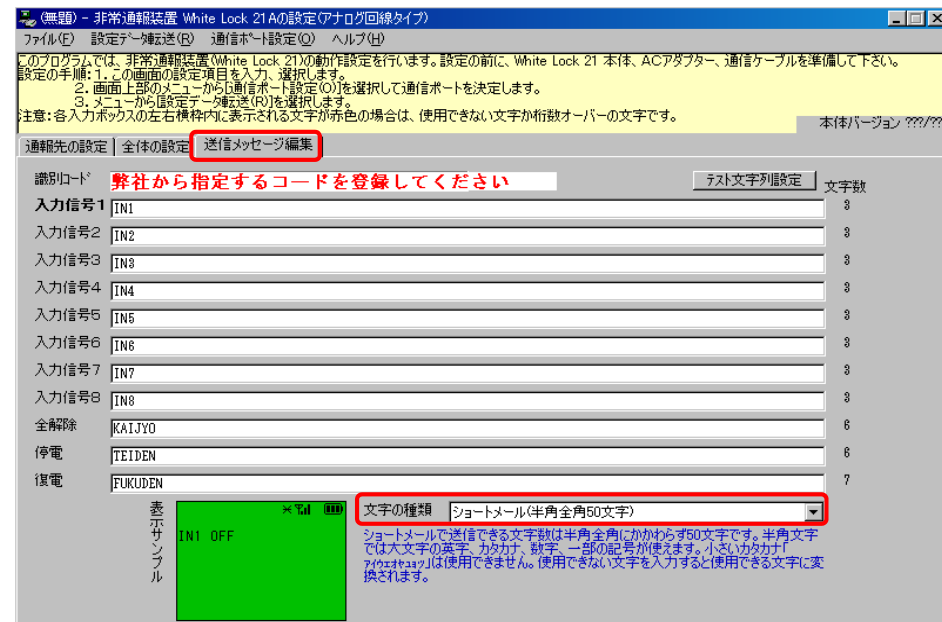 (無題) - 非常通報装置 White Lock 21Aの設定(アナログ回線タイプ)
ファイル(F) 設定データ転送(R) 通信ポート設定(O) ヘルプ(H)
このプログラムでは、非常通報装置(White Lock 21)の動作設定を行います。設定の前に、White Lock 21 本体、ACアダプター、通信ケーブルを準備して下さい。
設定の手順:1. この画面の設定項目を入力、選択します。
2. 画面上部のメニューから[通信ポート設定(O)]を選択して通信ポートを決定します。
3. メニューから[設定データ転送(R)]を選択します。
注意:各入力ボックスの左右横枠内に表示される文字が赤色の場合は、使用できない文字か桁数オーバーの文字です。
本体バージョン ???/??
通報先の設定 全体の設定 送信メッセージ編集
識別コード 弊社から指定するコードを登録してください テスト文字列設定 文字数
入力信号1 IN1 3
入力信号2 IN2 3
入力信号3 IN3 3
入力信号4 IN4 3
入力信号5 IN5 3
入力信号6 IN6 3
入力信号7 IN7 3
入力信号8 IN8 3
全解除 KAIJYO 6
停電 TEIDEN 6
復電 FUKUDEN 7
表示サンプル
IN1 OFF
文字の種類 ショートメール(半角全角50文字)
ショートメールで送信できる文字数は半角全角にかかわらず50文字です。半角文字
では大文字の英字、カタカナ、数字、一部の記号が使えます。小さいカタカナ「
ァィゥェォャュョッ」は使用できません。使用できない文字を入力すると使用できる文字に変
換されます。